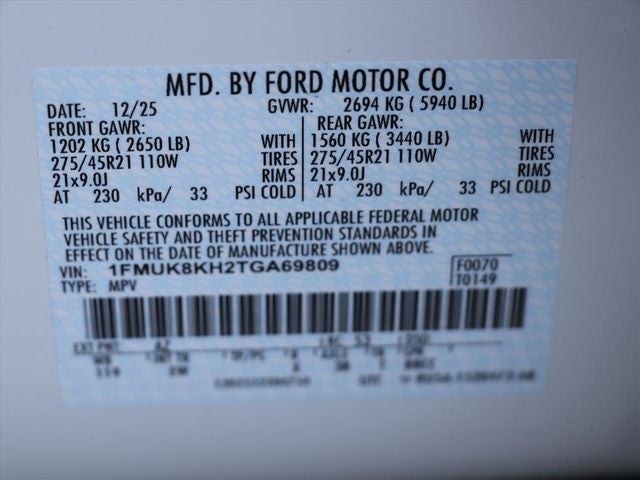 MFD. BY FORD MOTOR CO.
DATE: 12/25 GVWR: 2694 KG ( 5940 LB)
FRONT GAWR: REAR GAWR:
1202 KG ( 2650 LB) WITH 1560 KG ( 3440 LB) WITH
275/45R21 110W TIRES 275/45R21 110W TIRES
21x9.0J RIMS 21x9.0J RIMS
AT 230 kPa/ 33 PSI COLD AT 230 kPa/ 33 PSI COLD
THIS VEHICLE CONFORMS TO ALL APPLICABLE FEDERAL MOTOR
VEHICLE SAFETY AND THEFT PREVENTION STANDARDS IN
EFFECT ON THE DATE OF MANUFACTURE SHOWN ABOVE.
VIN: 1FMUK8KH2TGA69809 F0070
TYPE: MPV T0149
EXT PNT: AZ